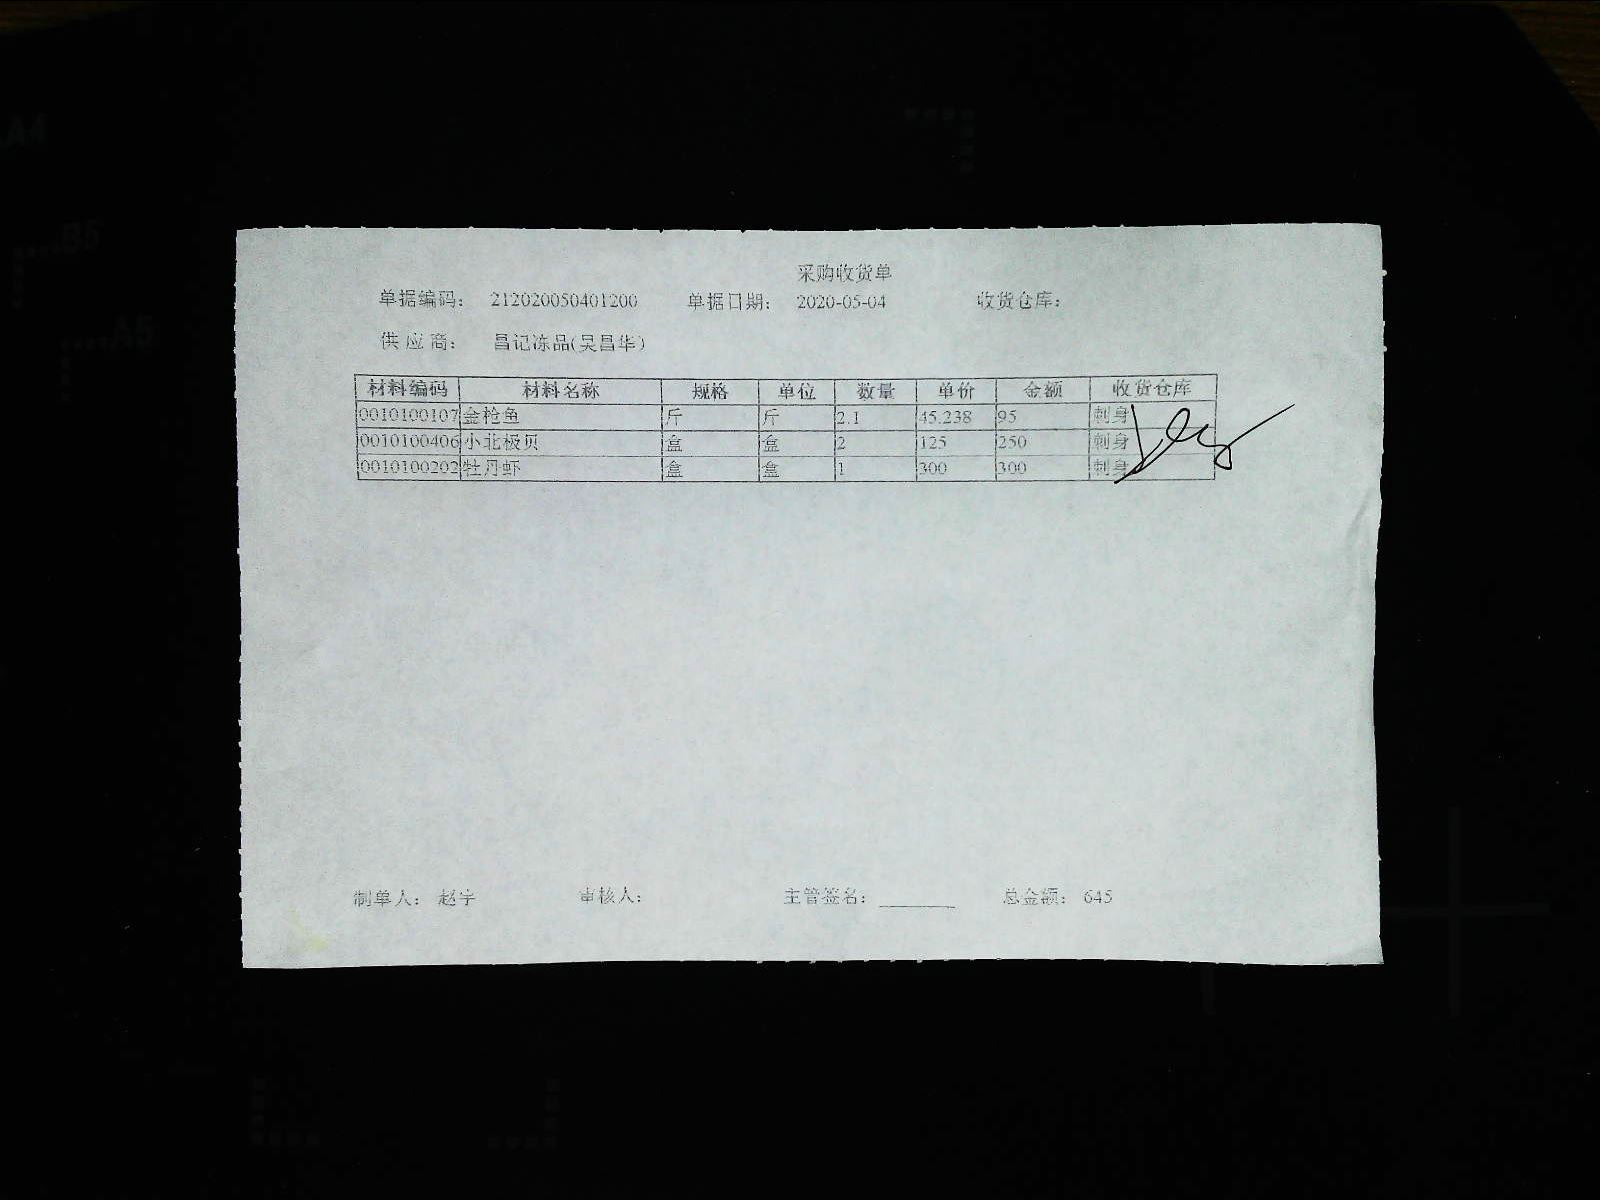 采购收货单
单据编码： 212020050401200 单据日期： 2020-05-04 收货仓库：
供 应 商： 昌记冻品(吴昌华)
材料编码 材料名称 规格 单位 数量 单价 金额 收货仓库
0010100107 金枪鱼 斤 斤 2.1 45.238 95 刺身
0010100406 小北极贝 盒 盒 2 125 250 刺身
0010100202 牡丹虾 盒 盒 1 300 300 刺身
制单人： 赵宇 审核人： 主管签名： 总金额： 645
A4
B5
A5